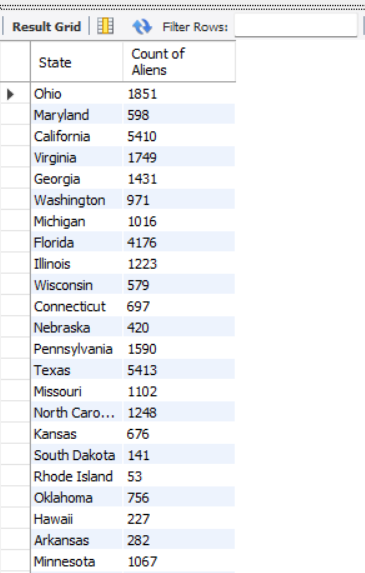 Result Grid Filter Rows:
State Count of
Aliens
Ohio 1851
Maryland 598
California 5410
Virginia 1749
Georgia 1431
Washington 971
Michigan 1016
Florida 4176
Illinois 1223
Wisconsin 579
Connecticut 697
Nebraska 420
Pennsylvania 1590
Texas 5413
Missouri 1102
North Caro... 1248
Kansas 676
South Dakota 141
Rhode Island 53
Oklahoma 756
Hawaii 227
Arkansas 282
Minnesota 1067